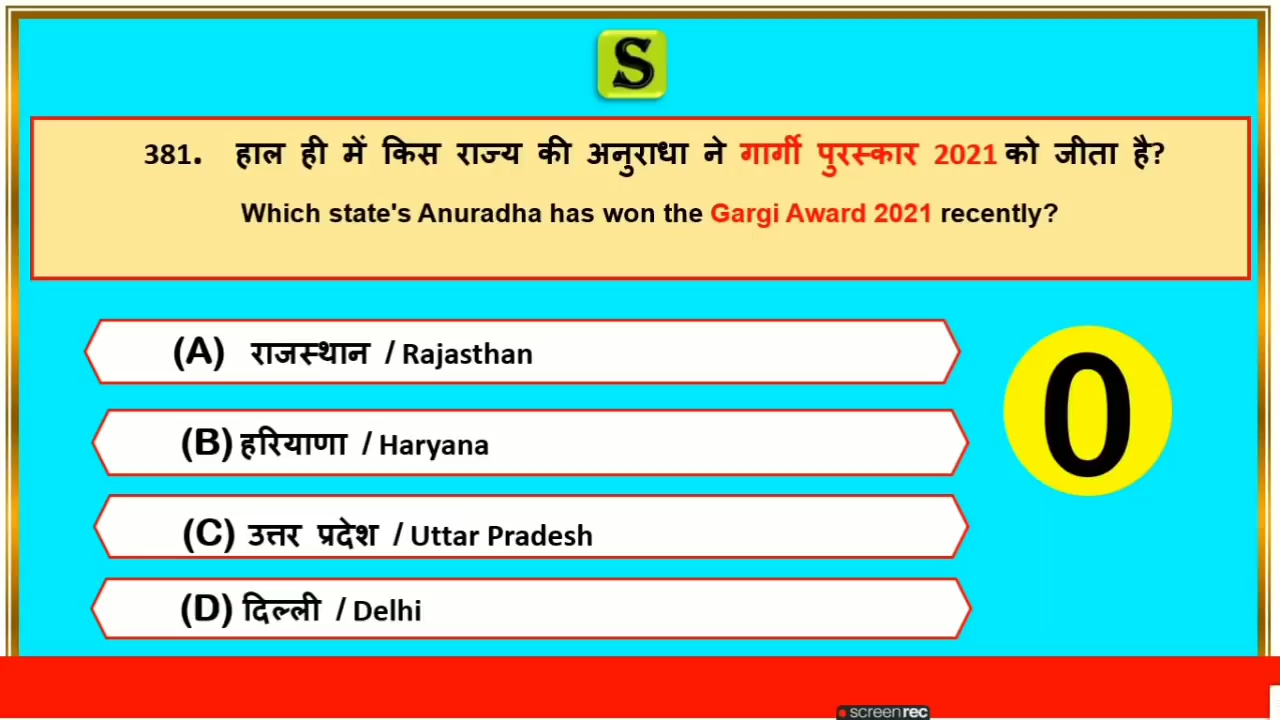 S
381. हाल ही में किस राज्य की अनुराधा ने गार्गी पुरस्कार 2021 को जीता है?
Which state's Anuradha has won the Gargi Award 2021 recently?
(A) राजस्थान / Rajasthan
(B) हरियाणा / Haryana
(C) उत्तर प्रदेश / Uttar Pradesh
(D) दिल्ली / Delhi
0
screenrec